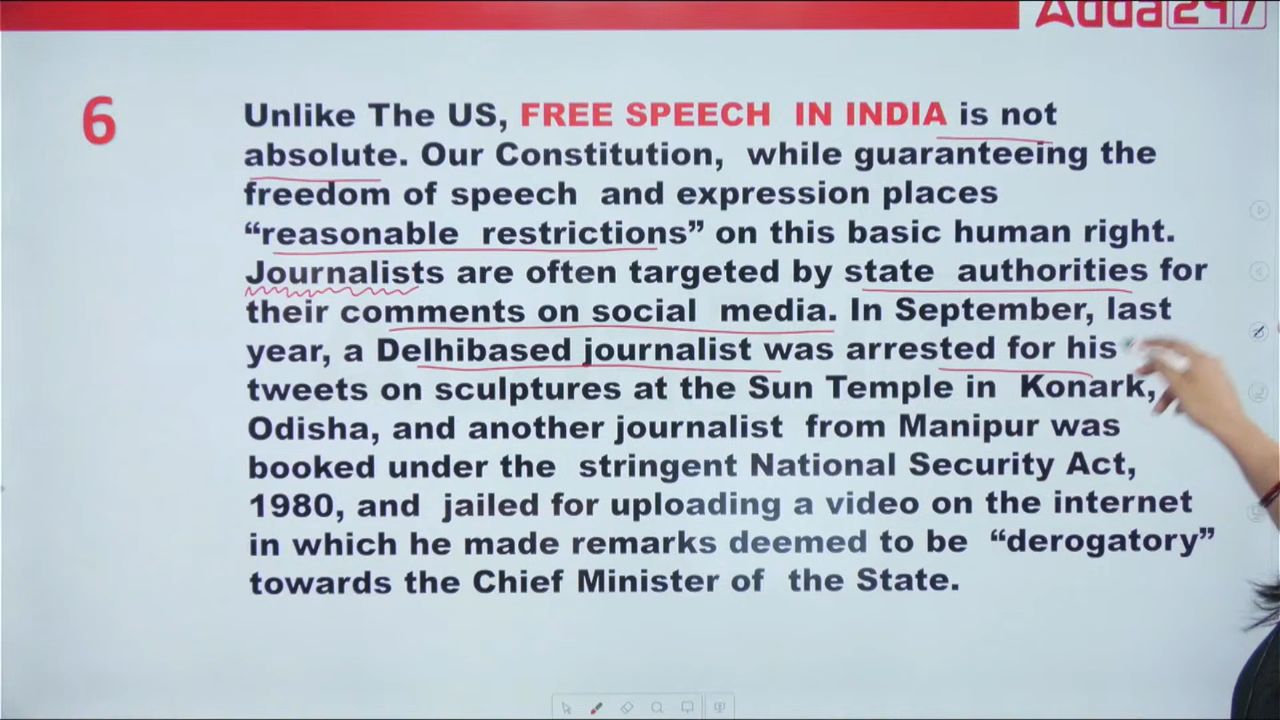 Adda247
6
Unlike The US, FREE SPEECH IN INDIA is not
absolute. Our Constitution, while guaranteeing the
freedom of speech and expression places
“reasonable restrictions” on this basic human right.
Journalists are often targeted by state authorities for
their comments on social media. In September, last
year, a Delhibased journalist was arrested for his
tweets on sculptures at the Sun Temple in Konark,
Odisha, and another journalist from Manipur was
booked under the stringent National Security Act,
1980, and jailed for uploading a video on the internet
in which he made remarks deemed to be “derogatory”
towards the Chief Minister of the State.